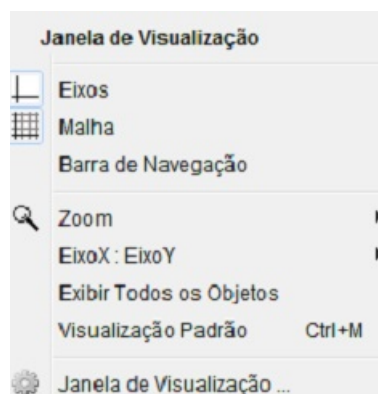 Janela de Visualização
Eixos
Malha
Barra de Navegação
Zoom
EixoX : EixoY
Exibir Todos os Objetos
Visualização Padrão Ctrl+M
Janela de Visualização ...